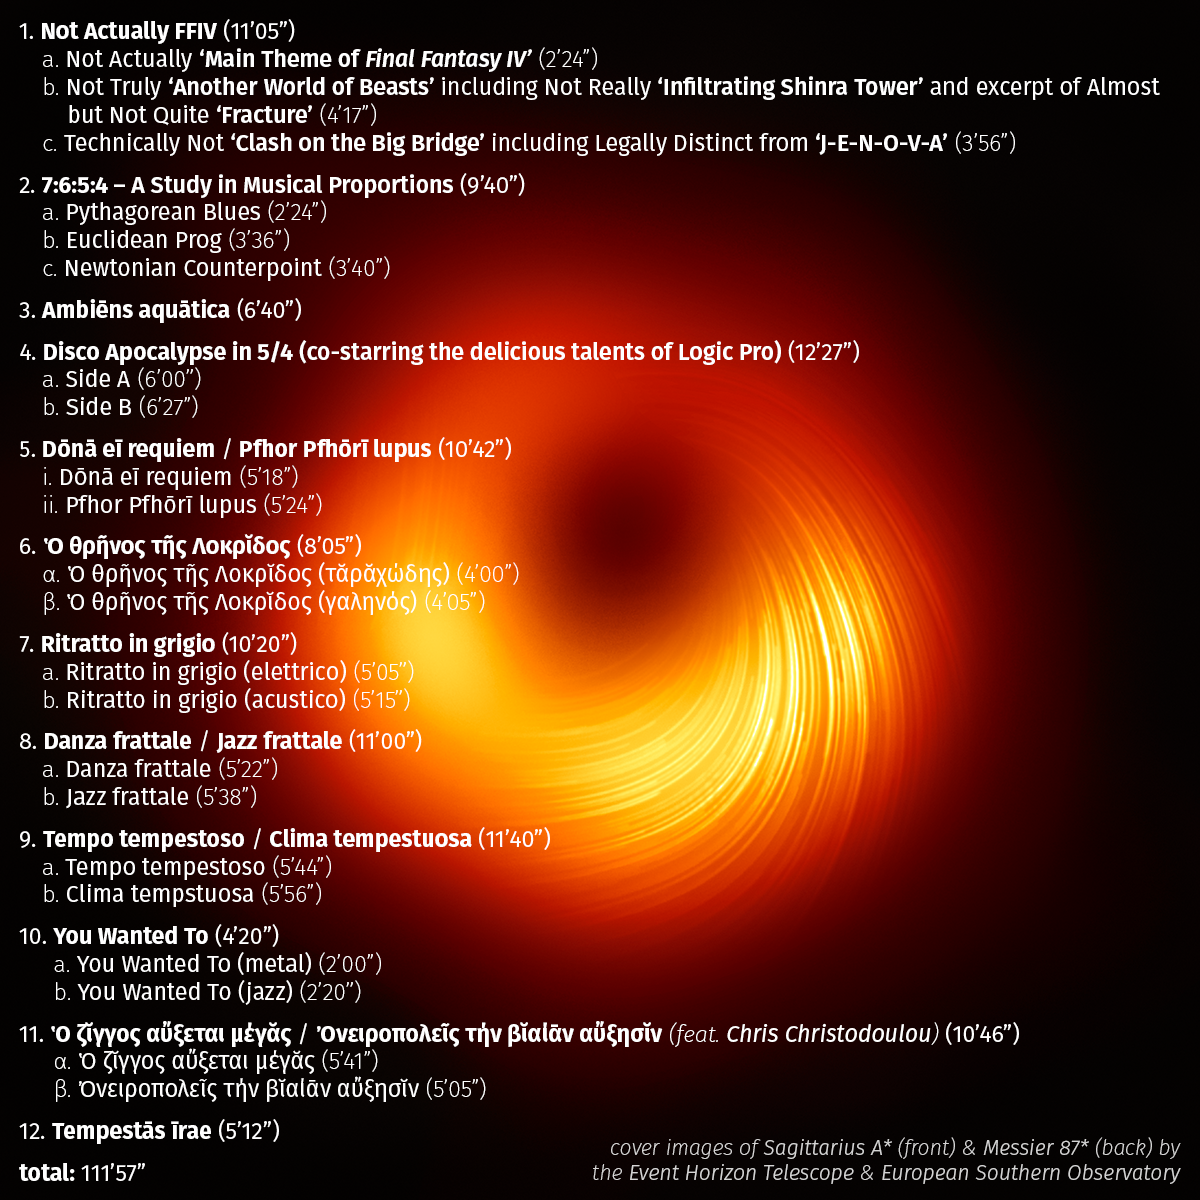 1. Not Actually FFIV (11’05”)
a. Not Actually ‘Main Theme of Final Fantasy IV’ (2’24”)
b. Not Truly ‘Another World of Beasts’ including Not Really ‘Infiltrating Shinra Tower’ and excerpt of Almost
but Not Quite ‘Fracture’ (4’17”)
c. Technically Not ‘Clash on the Big Bridge’ including Legally Distinct from ‘J-E-N-O-V-A’ (3’56”)
2. 7:6:5:4 – A Study in Musical Proportions (9’40”)
a. Pythagorean Blues (2’24”)
b. Euclidean Prog (3’36”)
c. Newtonian Counterpoint (3’40”)
3. Ambiēns aquātica (6’40”)
4. Disco Apocalypse in 5/4 (co-starring the delicious talents of Logic Pro) (12’27”)
a. Side A (6’00”)
b. Side B (6’27”)
5. Dōnā eī requiem / Pfhor Pfhōrī lupus (10’42”)
i. Dōnā eī requiem (5’18”)
ii. Pfhor Pfhōrī lupus (5’24”)
6. Ὁ θρῆνος τῆς Λοκρῐ́δος (8’05”)
α. Ὁ θρῆνος τῆς Λοκρῐ́δος (τᾰρᾰχώδης) (4’00”)
β. Ὁ θρῆνος τῆς Λοκρῐ́δος (γαληνός) (4’05”)
7. Ritratto in grigio (10’20”)
a. Ritratto in grigio (elettrico) (5’05”)
b. Ritratto in grigio (acustico) (5’15”)
8. Danza frattale / Jazz frattale (11’00”)
a. Danza frattale (5’22”)
b. Jazz frattale (5’38”)
9. Tempo tempestoso / Clima tempestuosa (11’40”)
a. Tempo tempestoso (5’44”)
b. Clima tempstuosa (5’56”)
10. You Wanted To (4’20”)
a. You Wanted To (metal) (2’00”)
b. You Wanted To (jazz) (2’20”)
11. Ὁ ζῐ́γγος αὔξεται μέγᾰς / Ὀνειροπολεῖς τήν βῐαίᾱν αὔξησῐν (feat. Chris Christodoulou) (10’46”)
α. Ὁ ζῐ́γγος αὔξεται μέγᾰς (5’41”)
β. Ὀνειροπολεῖς τήν βῐαίᾱν αὔξησῐν (5’05”)
12. Tempestās īrae (5’12”)
total: 111’57”
cover images of Sagittarius A* (front) & Messier 87* (back) by
the Event Horizon Telescope & European Southern Observatory